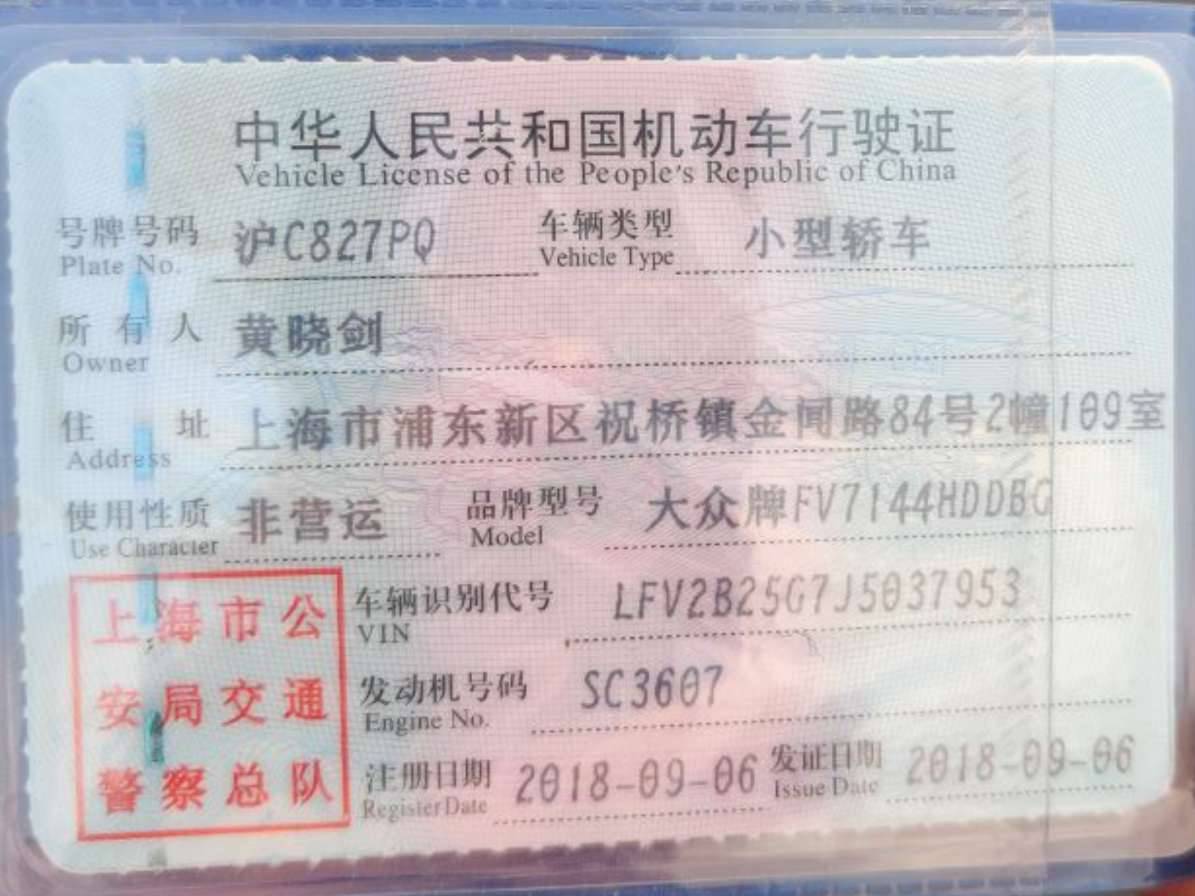 中华人民共和国机动车行驶证
Vehicle License of the People's Republic of China
号牌号码 沪C827PQ 车辆类型 小型轿车
Plate No. Vehicle Type
所有人 黄晓剑
Owner
住址 上海市浦东新区祝桥镇金闻路84号2幢109室
Address
使用性质 非营运 品牌型号 大众牌FV7144HDDBG
Use Character Model
上海市公
安局交通
警察总队
车辆识别代号 LFV2B25G7J5037953
VIN
发动机号码 SC3607
Engine No.
注册日期 2018-09-06 发证日期 2018-09-06
Register Date Issue Date